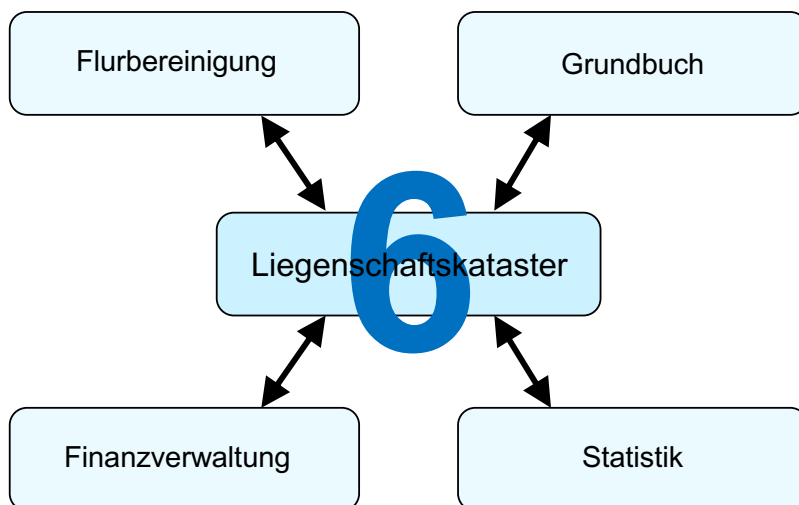 Flurbereinigung
Grundbuch
6
Liegenschaftskataster
Finanzverwaltung
Statistik